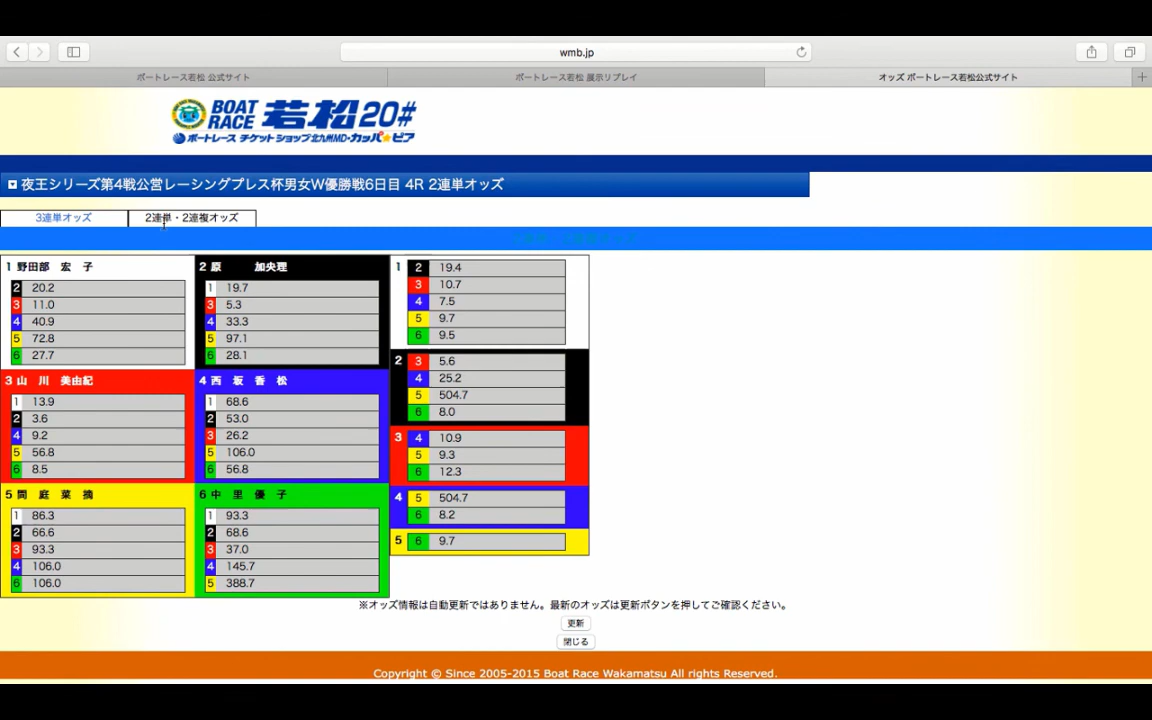 wmb.jp
ボートレース若松 公式サイト
ボートレース若松 展示リプレイ
オッズ ボートレース若松公式サイト
BOAT RACE 若松 20#
ボートレース チケットショップ北九州MD・カッパ・ピア
夜王シリーズ第4戦公営レーシングプレス杯男女W優勝戦6日目 4R 2連単オッズ
3連単オッズ
2連単・2連複オッズ
1 野田部 宏 子
2 20.2
3 11.0
4 40.9
5 72.8
6 27.7
2 原 加央理
1 19.7
3 5.3
4 33.3
5 97.1
6 28.1
3 山 川 美由紀
1 13.9
2 3.6
4 9.2
5 56.8
6 8.5
4 西 坂 香 松
1 68.6
2 53.0
3 26.2
5 106.0
6 56.8
5 間 庭 菜 摘
1 86.3
2 66.6
3 93.3
4 106.0
6 106.0
6 中 里 優 子
1 93.3
2 68.6
3 37.0
4 145.7
5 388.7
1 2 19.4
3 10.7
4 7.5
5 9.7
6 9.5
2 3 5.6
4 25.2
5 504.7
6 8.0
3 4 10.9
5 9.3
6 12.3
4 5 504.7
6 8.2
5 6 9.7
※オッズ情報は自動更新ではありません。最新のオッズは更新ボタンを押してご確認ください。
更新
閉じる
Copyright © Since 2005-2015 Boat Race Wakamatsu All rights Reserved.